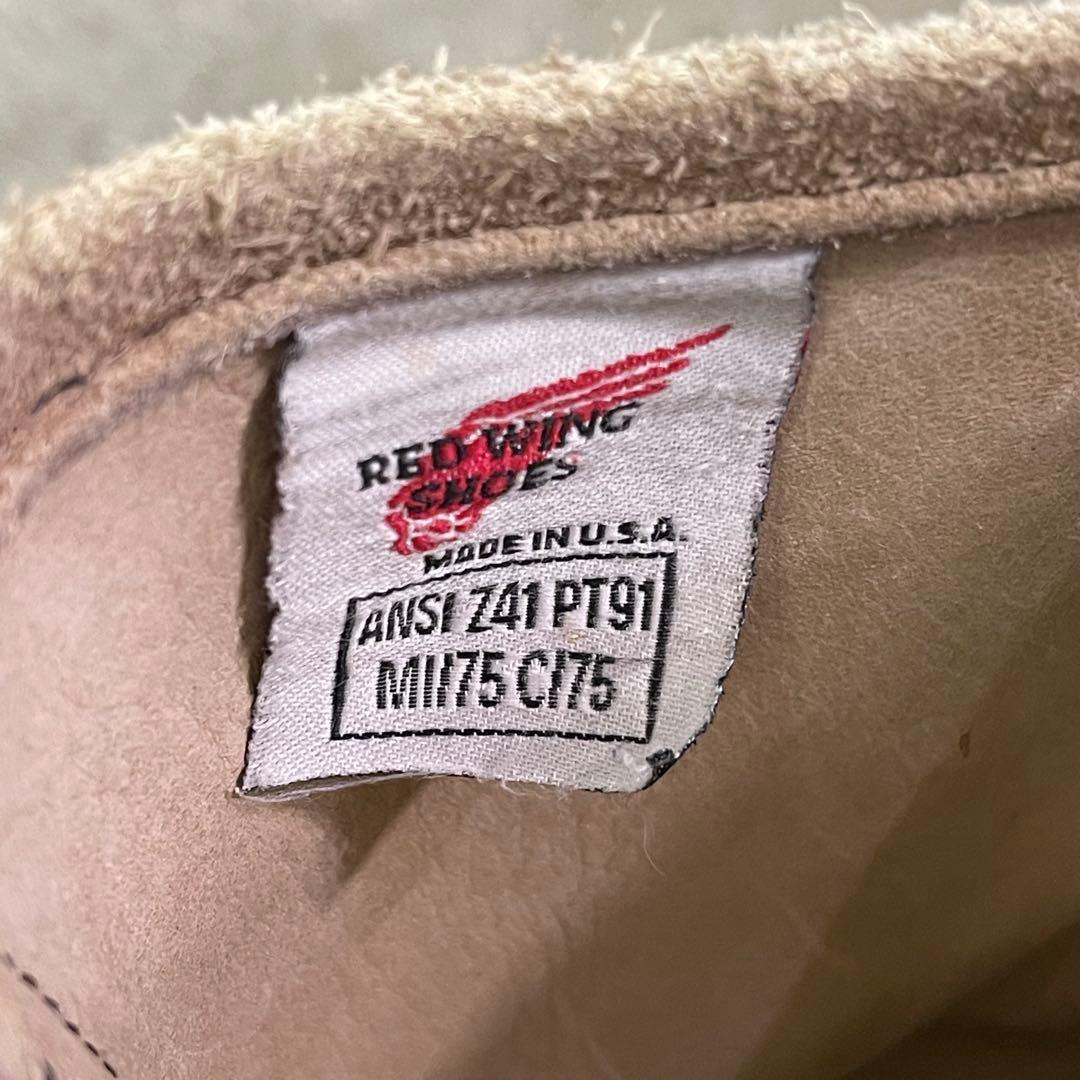 RED WING
SHOES
MADE IN U.S.A.
ANSI Z41 PT91
MI/75 C/75